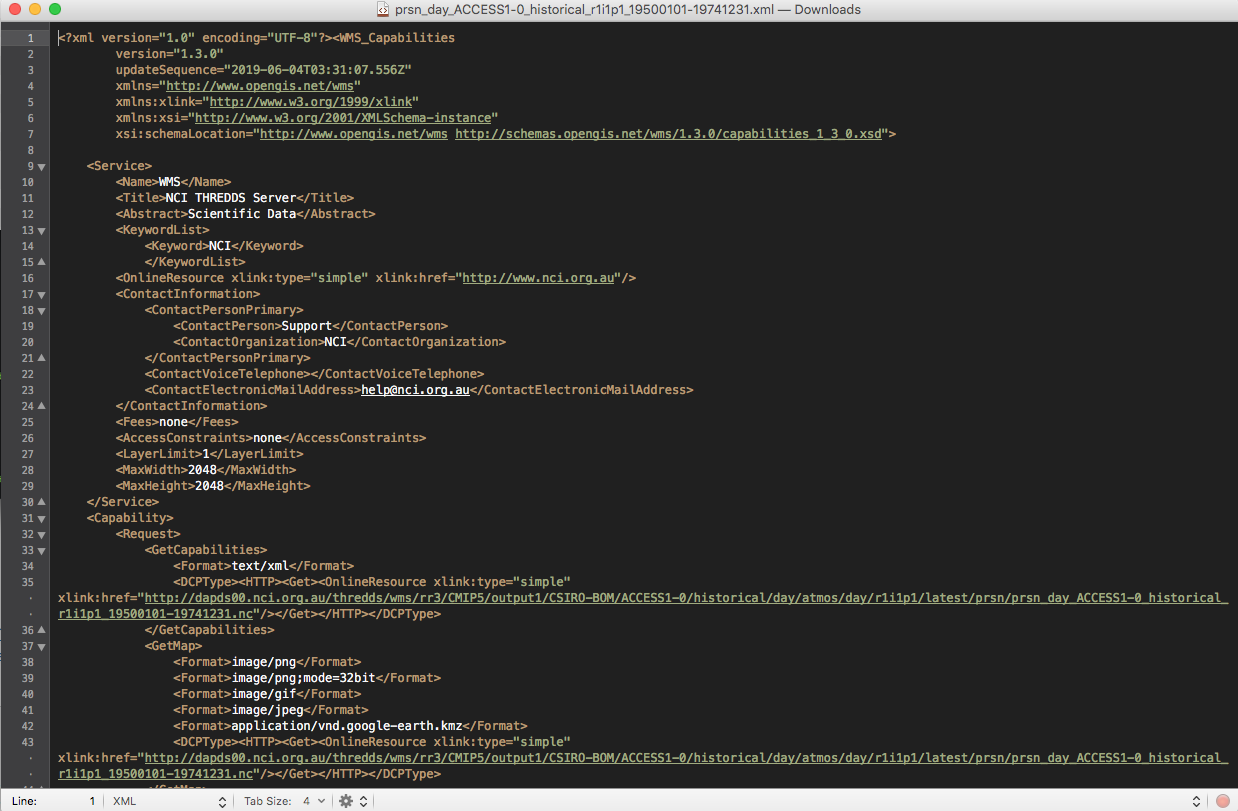 prsn_day_ACCESS1-0_historical_r1i1p1_19500101-19741231.xml — Downloads
1 <?xml version="1.0" encoding="UTF-8"?><WMS_Capabilities
2 version="1.3.0"
3 updateSequence="2019-06-04T03:31:07.556Z"
4 xmlns="http://www.opengis.net/wms"
5 xmlns:xlink="http://www.w3.org/1999/xlink"
6 xmlns:xsi="http://www.w3.org/2001/XMLSchema-instance"
7 xsi:schemaLocation="http://www.opengis.net/wms http://schemas.opengis.net/wms/1.3.0/capabilities_1_3_0.xsd">
8
9 <Service>
10 <Name>WMS</Name>
11 <Title>NCI THREDDS Server</Title>
12 <Abstract>Scientific Data</Abstract>
13 <KeywordList>
14 <Keyword>NCI</Keyword>
15 </KeywordList>
16 <OnlineResource xlink:type="simple" xlink:href="http://www.nci.org.au"/>
17 <ContactInformation>
18 <ContactPersonPrimary>
19 <ContactPerson>Support</ContactPerson>
20 <ContactOrganization>NCI</ContactOrganization>
21 </ContactPersonPrimary>
22 <ContactVoiceTelephone></ContactVoiceTelephone>
23 <ContactElectronicMailAddress>help@nci.org.au</ContactElectronicMailAddress>
24 </ContactInformation>
25 <Fees>none</Fees>
26 <AccessConstraints>none</AccessConstraints>
27 <LayerLimit>1</LayerLimit>
28 <MaxWidth>2048</MaxWidth>
29 <MaxHeight>2048</MaxHeight>
30 </Service>
31 <Capability>
32 <Request>
33 <GetCapabilities>
34 <Format>text/xml</Format>
35 <DCPType><HTTP><Get><OnlineResource xlink:type="simple"
xlink:href="http://dapds00.nci.org.au/thredds/wms/rr3/CMIP5/output1/CSIRO-BOM/ACCESS1-0/historical/day/atmos/day/r1i1p1/latest/prsn/prsn_day_ACCESS1-0_historical_
r1i1p1_19500101-19741231.nc"/></Get></HTTP></DCPType>
36 </GetCapabilities>
37 <GetMap>
38 <Format>image/png</Format>
39 <Format>image/png;mode=32bit</Format>
40 <Format>image/gif</Format>
41 <Format>image/jpeg</Format>
42 <Format>application/vnd.google-earth.kmz</Format>
43 <DCPType><HTTP><Get><OnlineResource xlink:type="simple"
xlink:href="http://dapds00.nci.org.au/thredds/wms/rr3/CMIP5/output1/CSIRO-BOM/ACCESS1-0/historical/day/atmos/day/r1i1p1/latest/prsn/prsn_day_ACCESS1-0_historical_
r1i1p1_19500101-19741231.nc"/></Get></HTTP></DCPType>
Line: 1 XML Tab Size: 4